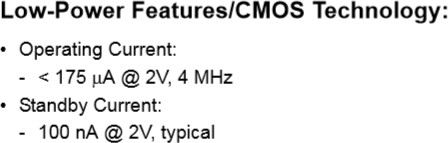 Low-Power Features/CMOS Technology:
• Operating Current:
- < 175 μA @ 2V, 4 MHz
• Standby Current:
- 100 nA @ 2V, typical